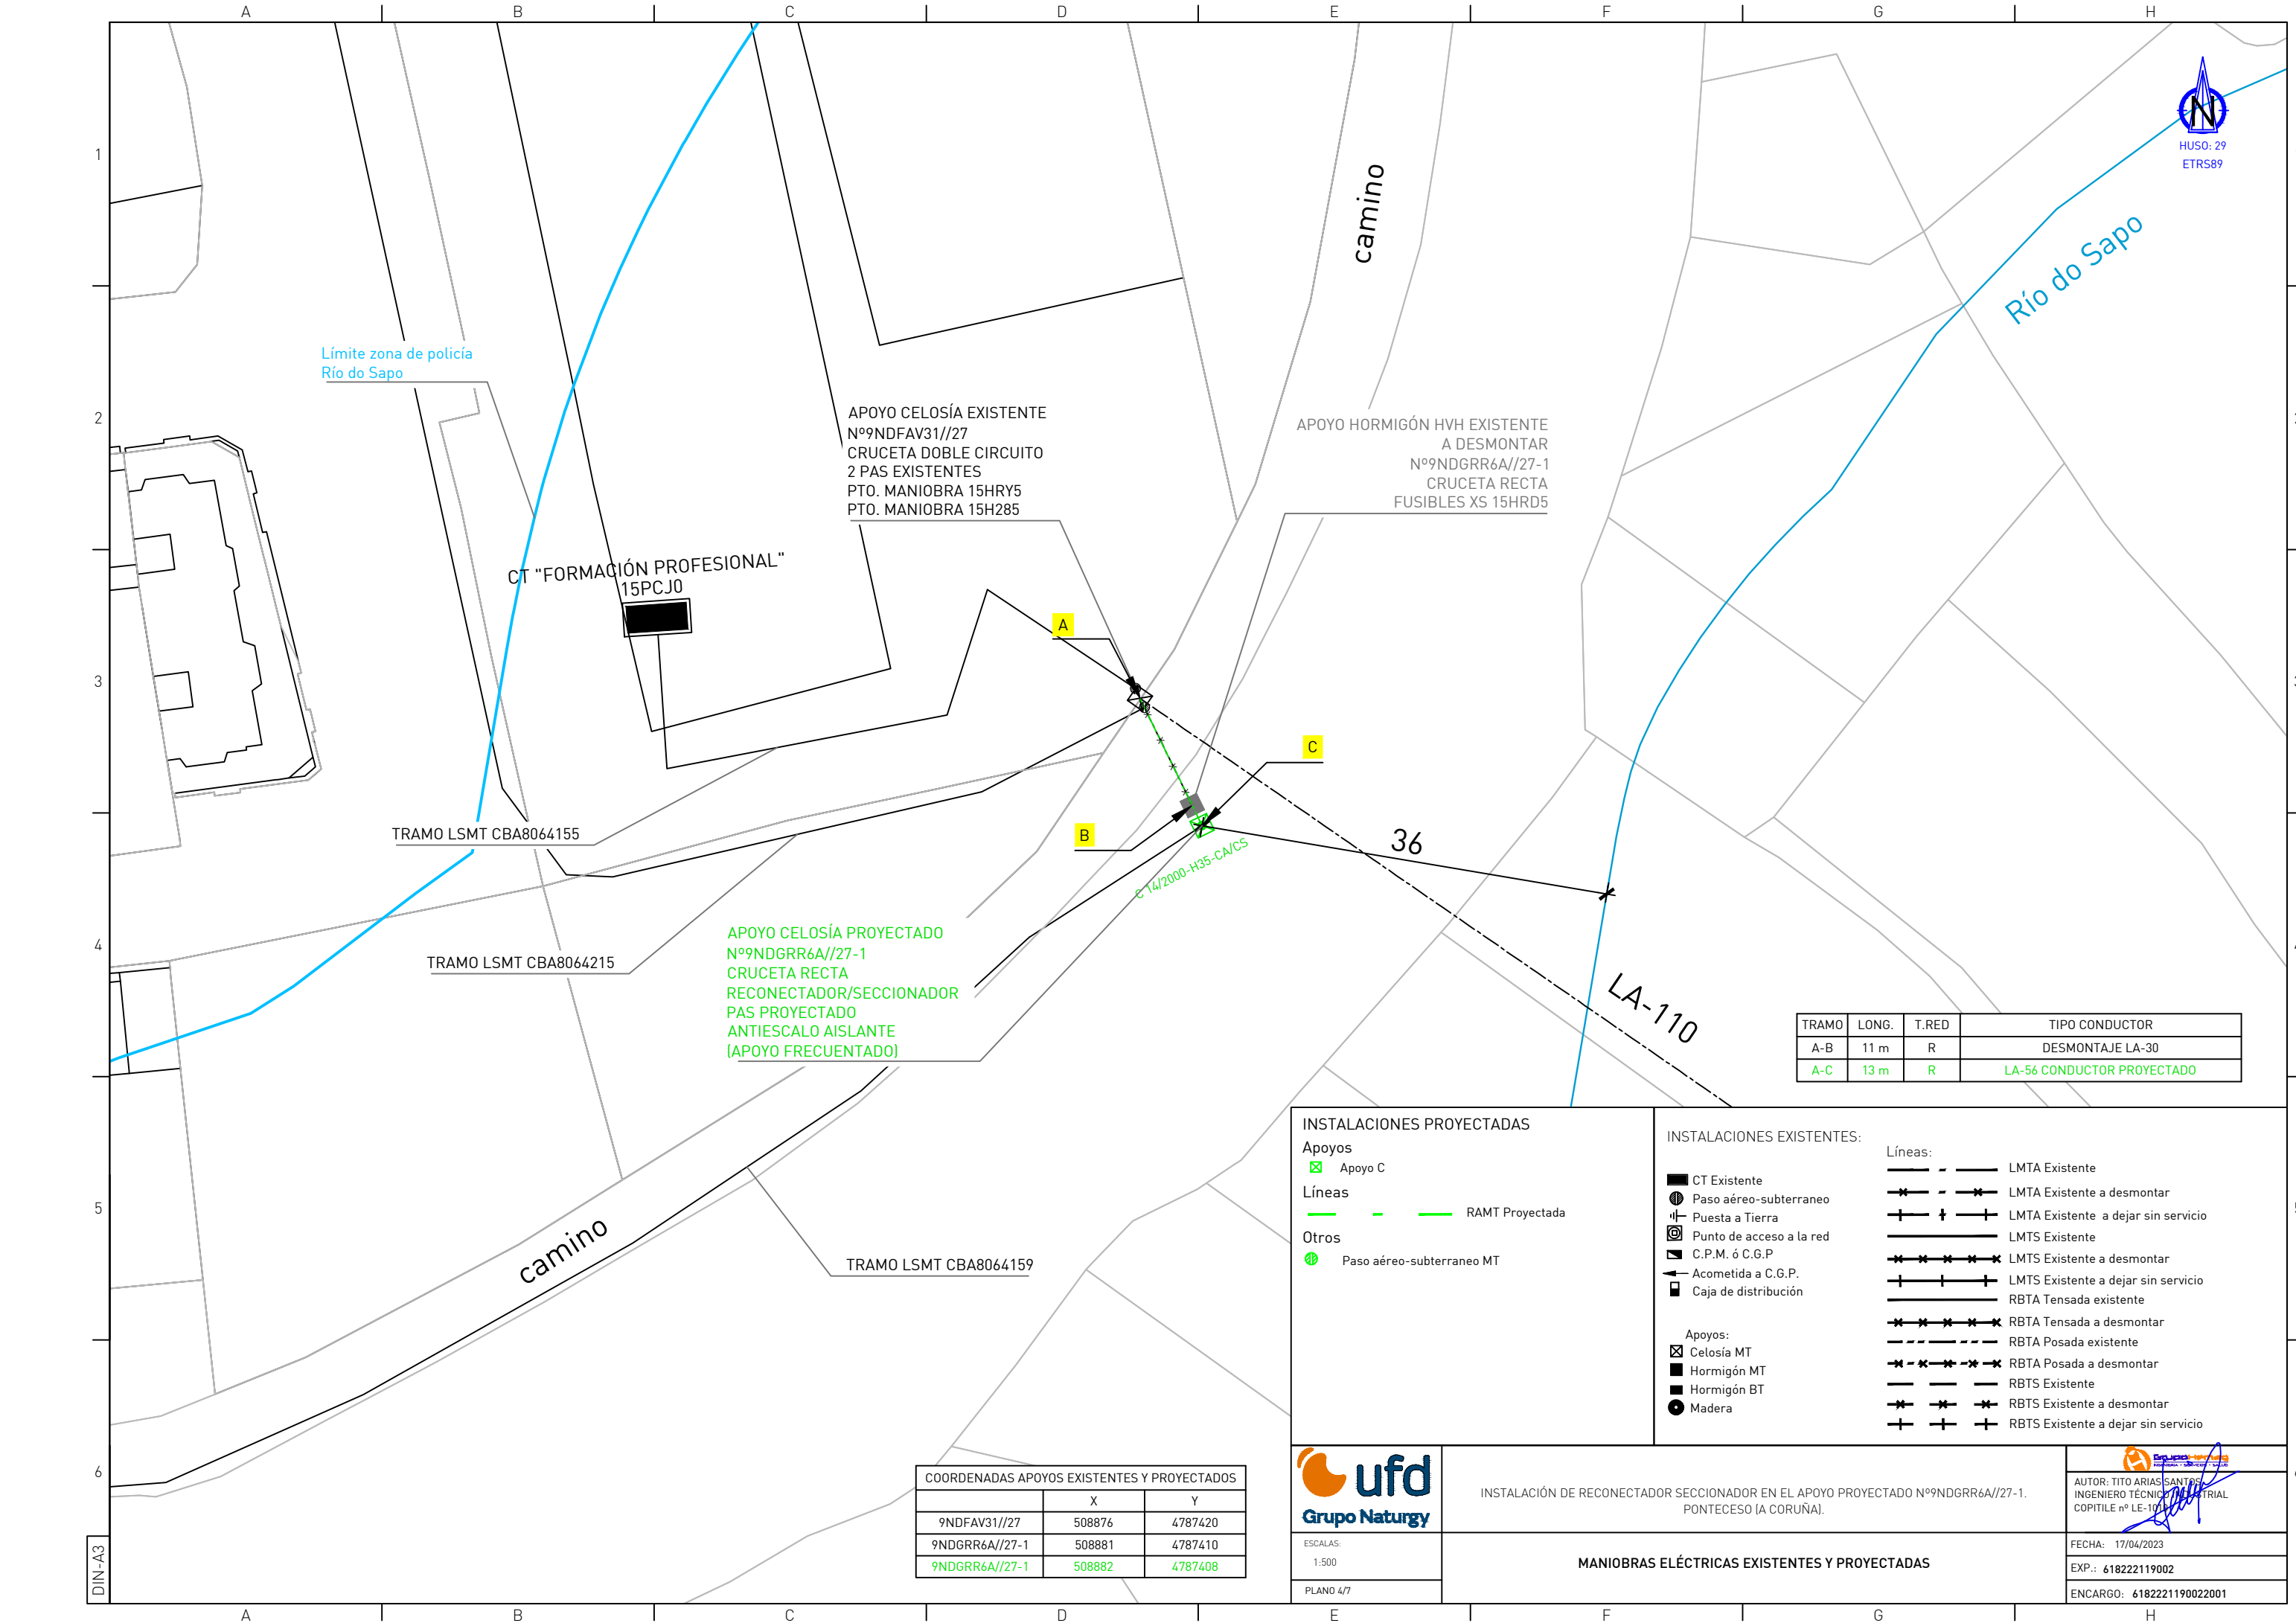 A B C D E F G H
1
2
3
4
5
6
HUSO: 29
ETRS89
camino
Río do Sapo
Límite zona de policía
Río do Sapo
APOYO CELOSÍA EXISTENTE
Nº9NDFAV31//27
CRUCETA DOBLE CIRCUITO
2 PAS EXISTENTES
PTO. MANIOBRA 15HRY5
PTO. MANIOBRA 15H285
APOYO HORMIGÓN HVH EXISTENTE
A DESMONTAR
Nº9NDGRR6A//27-1
CRUCETA RECTA
FUSIBLES XS 15HRD5
CT "FORMACIÓN PROFESIONAL"
15PCJ0
A
C
B
36
C 14/2000-H35-CA/CS
TRAMO LSMT CBA8064155
TRAMO LSMT CBA8064215
APOYO CELOSÍA PROYECTADO
Nº9NDGRR6A//27-1
CRUCETA RECTA
RECONECTADOR/SECCIONADOR
PAS PROYECTADO
ANTIESCALO AISLANTE
(APOYO FRECUENTADO)
LA-110
TRAMO LONG. T.RED TIPO CONDUCTOR
A-B 11 m R DESMONTAJE LA-30
A-C 13 m R LA-56 CONDUCTOR PROYECTADO
camino
TRAMO LSMT CBA8064159
INSTALACIONES PROYECTADAS
Apoyos
Apoyo C
Líneas
RAMT Proyectada
Otros
Paso aéreo-subterraneo MT
INSTALACIONES EXISTENTES:
CT Existente
Paso aéreo-subterraneo
Puesta a Tierra
Punto de acceso a la red
C.P.M. ó C.G.P
Acometida a C.G.P.
Caja de distribución
Apoyos:
Celosía MT
Hormigón MT
Hormigón BT
Madera
Líneas:
LMTA Existente
LMTA Existente a desmontar
LMTA Existente a dejar sin servicio
LMTS Existente
LMTS Existente a desmontar
LMTS Existente a dejar sin servicio
RBTA Tensada existente
RBTA Tensada a desmontar
RBTA Posada existente
RBTA Posada a desmontar
RBTS Existente
RBTS Existente a desmontar
RBTS Existente a dejar sin servicio
COORDENADAS APOYOS EXISTENTES Y PROYECTADOS
X Y
9NDFAV31//27 508876 4787420
9NDGRR6A//27-1 508881 4787410
9NDGRR6A//27-1 508882 4787408
ufd
Grupo Naturgy
ESCALAS:
1:500
PLANO 4/7
INSTALACIÓN DE RECONECTADOR SECCIONADOR EN EL APOYO PROYECTADO Nº9NDGRR6A//27-1.
PONTECESO (A CORUÑA).
MANIOBRAS ELÉCTRICAS EXISTENTES Y PROYECTADAS
AUTOR: TITO ARIAS SANTOS
INGENIERO TÉCNICO INDUSTRIAL
COPITILE nº
FECHA: 17/04/2023
EXP.: 618222119002
ENCARGO: 6182221190022001
DIN-A3
A B C D E F G H